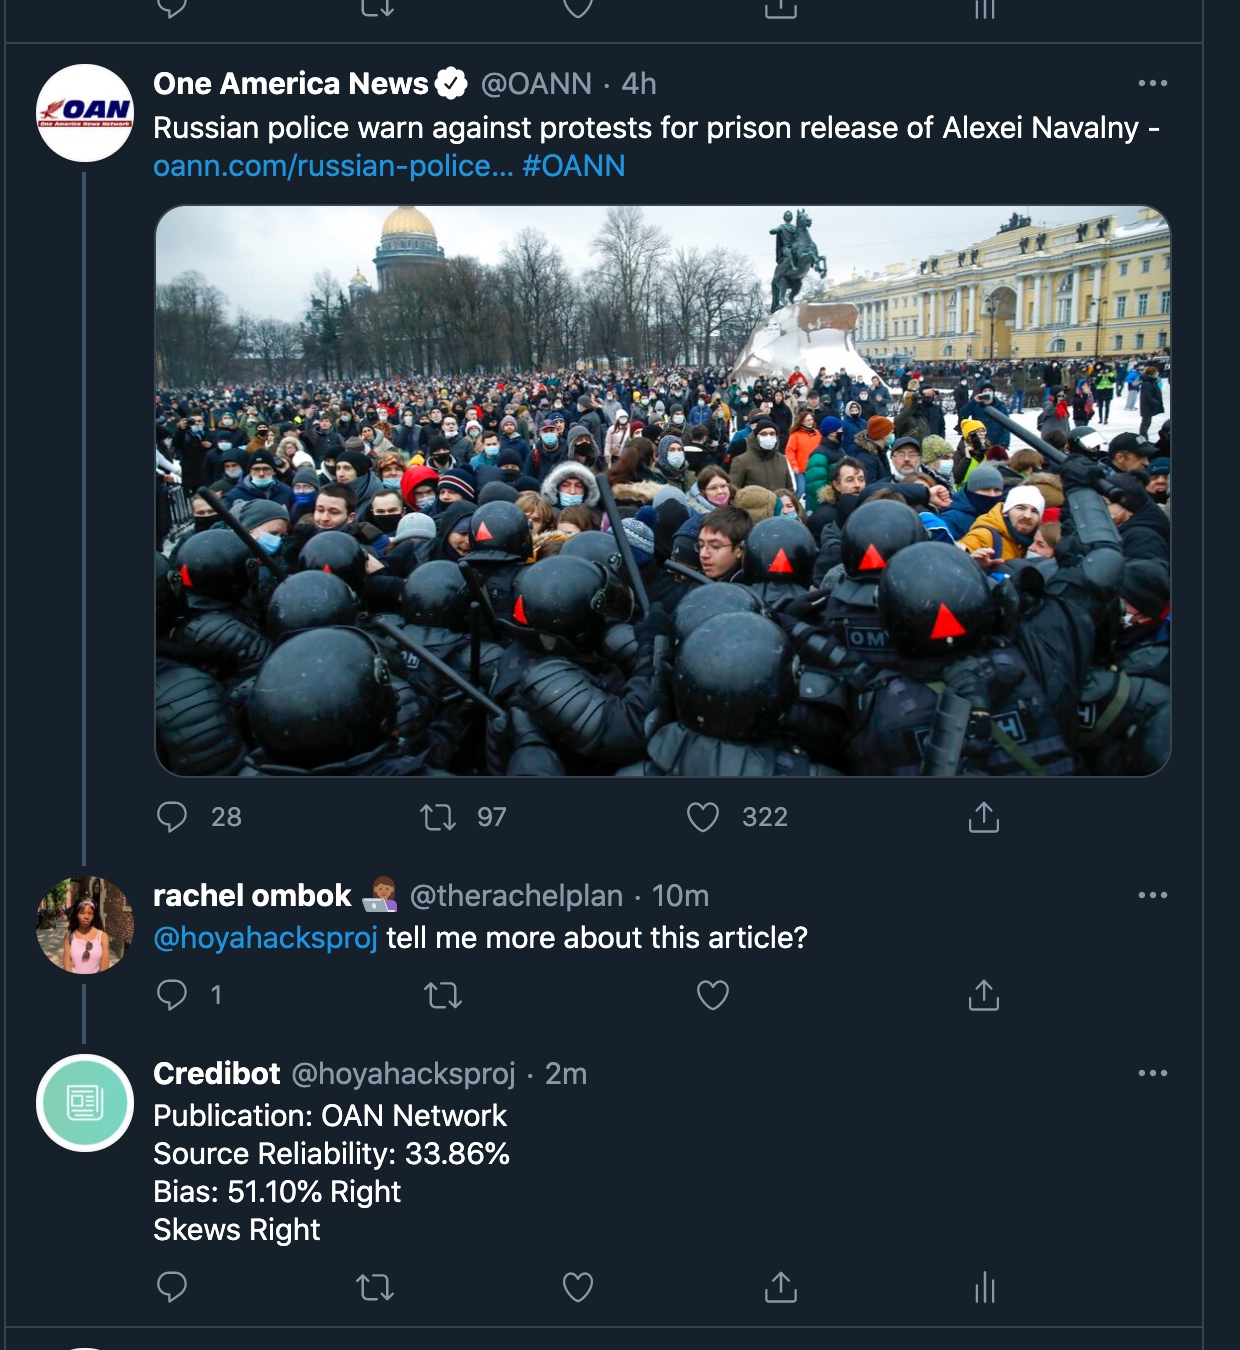 OAN
One America News Network
One America News @OANN · 4h
Russian police warn against protests for prison release of Alexei Navalny -
oann.com/russian-police... #OANN
OM
28 97 322
rachel ombok @therachelplan · 10m
@hoyahacksproj tell me more about this article?
1
Credibot @hoyahacksproj · 2m
Publication: OAN Network
Source Reliability: 33.86%
Bias: 51.10% Right
Skews Right